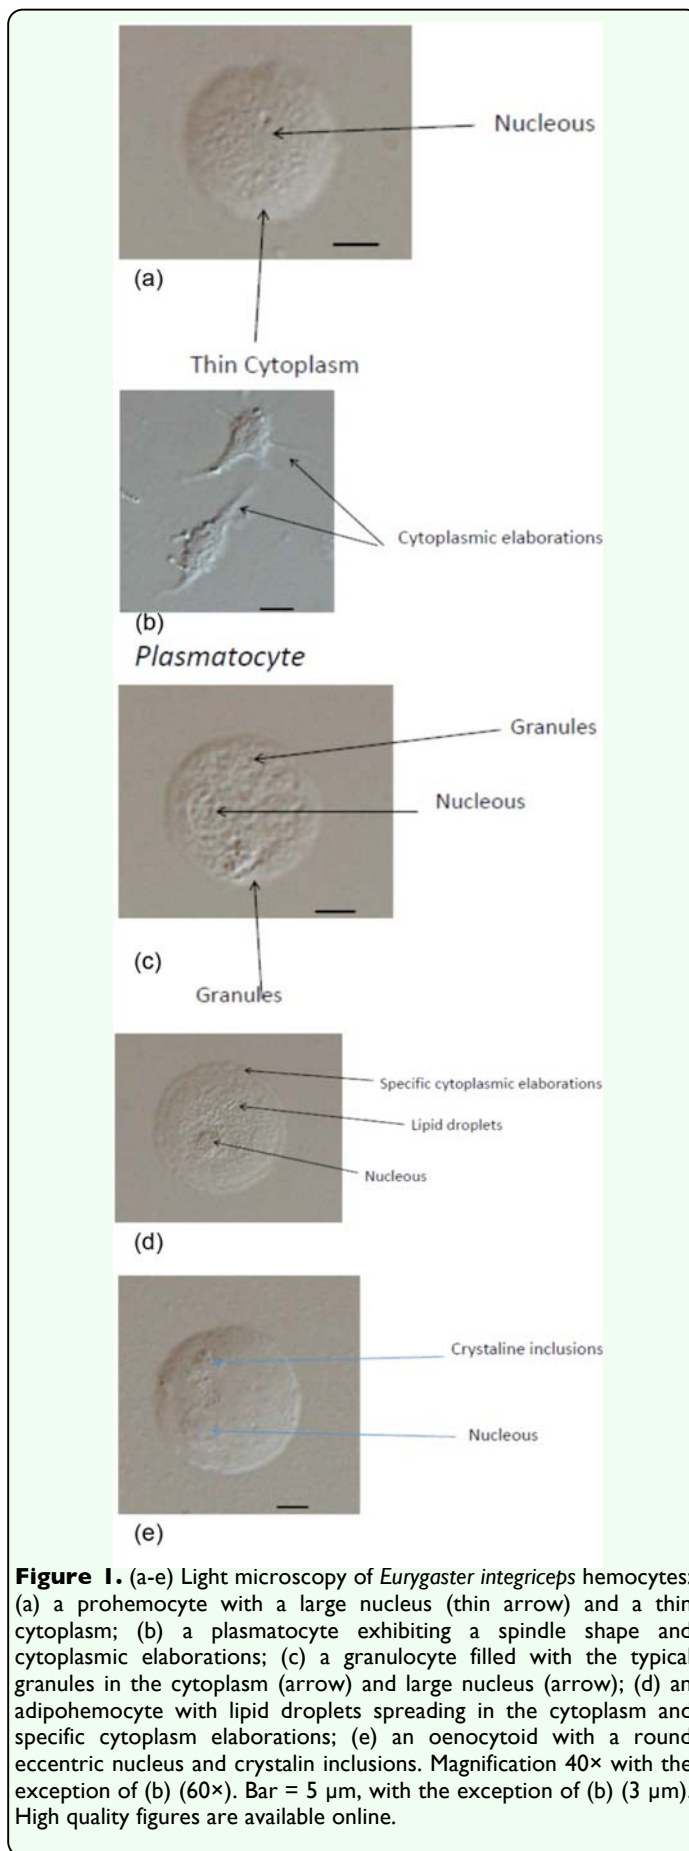 Nucleous
(a)
Thin Cytoplasm
Cytoplasmic elaborations
(b)
Plasmatocyte
Granules
Nucleous
(c)
Granules
Specific cytoplasmic elaborations
Lipid droplets
Nucleous
(d)
Crystaline inclusions
Nucleous
(e)
Figure 1. (a-e) Light microscopy of Eurygaster integriceps hemocytes:
(a) a prohemocyte with a large nucleus (thin arrow) and a thin
cytoplasm; (b) a plasmatocyte exhibiting a spindle shape and
cytoplasmic elaborations; (c) a granulocyte filled with the typical
granules in the cytoplasm (arrow) and large nucleus (arrow); (d) an
adipohemocyte with lipid droplets spreading in the cytoplasm and
specific cytoplasm elaborations; (e) an oenocytoid with a round
eccentric nucleus and crystalin inclusions. Magnification 40× with the
exception of (b) (60×). Bar = 5 µm, with the exception of (b) (3 µm).
High quality figures are available online.